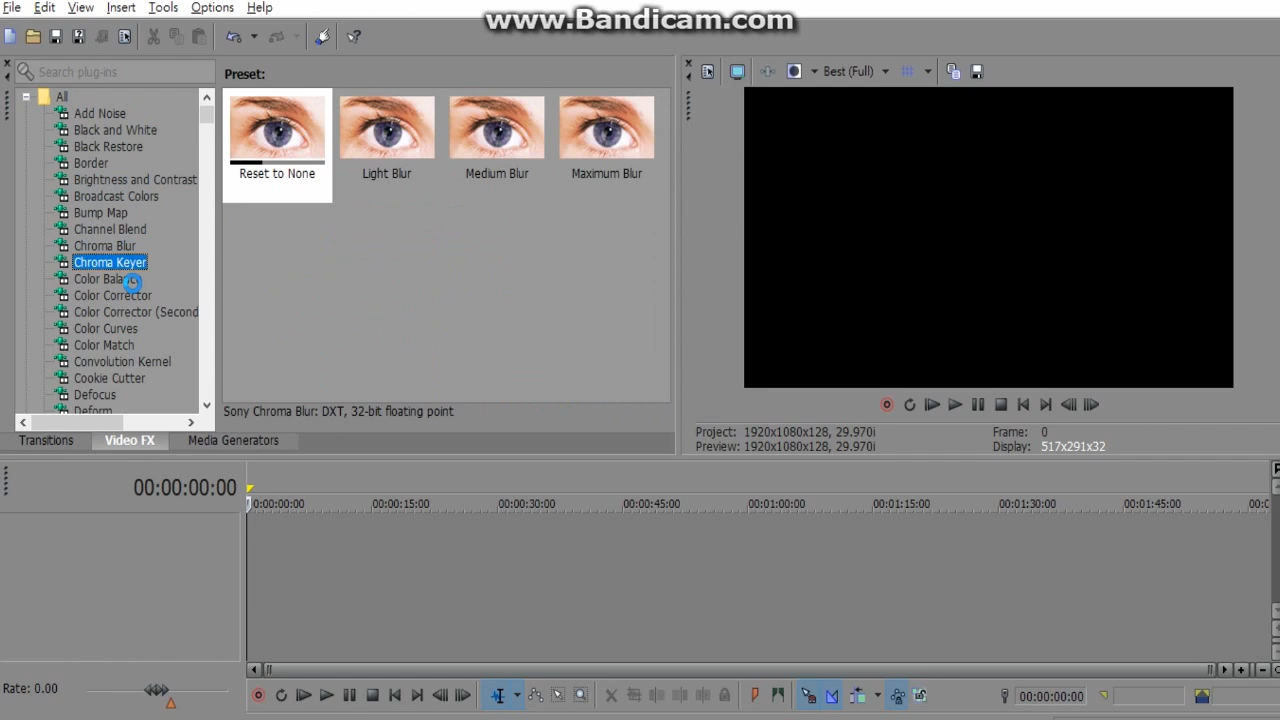 File Edit View Insert Tools Options Help
www.Bandicam.com
Search plug-ins
Preset:
Best (Full)
All
Add Noise
Black and White
Black Restore
Border
Brightness and Contrast
Broadcast Colors
Bump Map
Channel Blend
Chroma Blur
Chroma Keyer
Color Balanc
Color Corrector
Color Corrector (Second
Color Curves
Color Match
Convolution Kernel
Cookie Cutter
Defocus
Deform
Reset to None
Light Blur
Medium Blur
Maximum Blur
Sony Chroma Blur: DXT, 32-bit floating point
Transitions Video FX Media Generators
Project: 1920x1080x128, 29.970i
Frame: 0
Preview: 1920x1080x128, 29.970i
Display: 517x291x32
00:00:00:00
0:00:00:00 00:00:15:00 00:00:30:00 00:00:45:00 00:01:00:00 00:01:15:00 00:01:30:00 00:01:45:00 00:0
Rate: 0.00
00:00:00:00